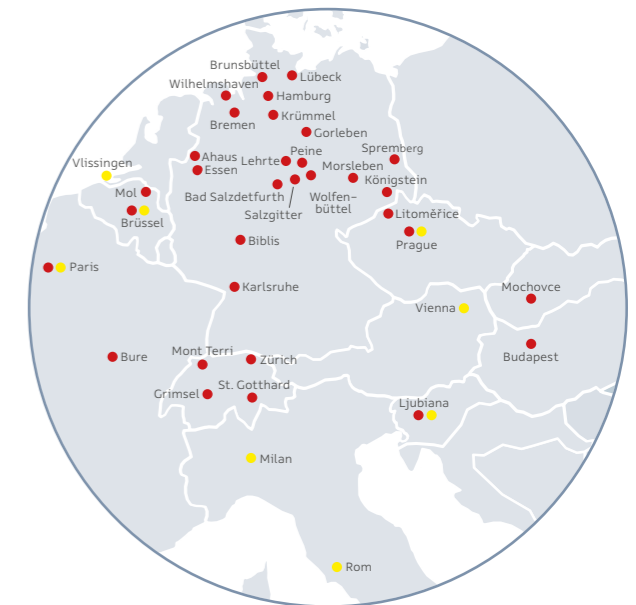 Brunsbüttel
Lübeck
Wilhelmshaven
Hamburg
Bremen
Krümmel
Gorleben
Spremberg
Peine
Ahaus
Lehrte
Morsleben
Vlissingen
Essen
Königstein
Mol
Bad Salzdetfurth
Wolfen-
büttel
Salzgitter
Litoměřice
Brüssel
Biblis
Prague
Paris
Karlsruhe
Mochovce
Vienna
Bure
Mont Terri
Zürich
Budapest
Grimsel
St. Gotthard
Ljubiana
Milan
Rom